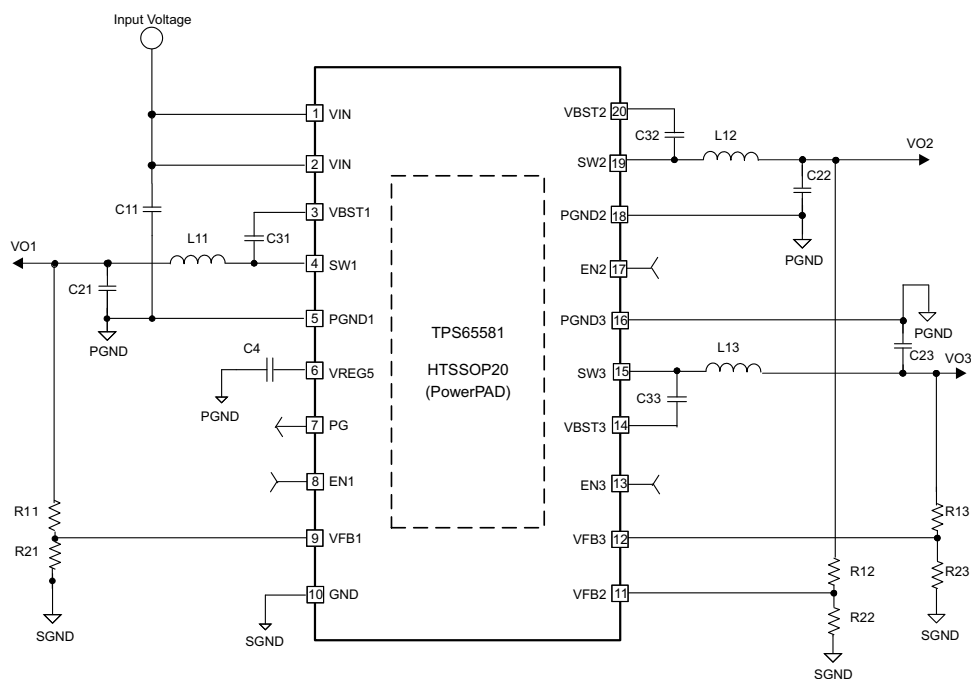 Input Voltage
1 VIN
2 VIN
C11
3 VBST1
C31
L11
VO1
4 SW1
C21
5 PGND1
PGND
C4
6 VREG5
PGND
7 PG
8 EN1
R11
9 VFB1
R21
10 GND
SGND
SGND
TPS65581
HTSSOP20
(PowerPAD)
VBST2 20
C32
L12
VO2
SW2 19
C22
PGND2 18
PGND
EN2 17
PGND3 16
PGND
L13
C23
SW3 15
VO3
C33
VBST3 14
EN3 13
R13
VFB3 12
R12
R23
VFB2 11
R22
SGND
SGND